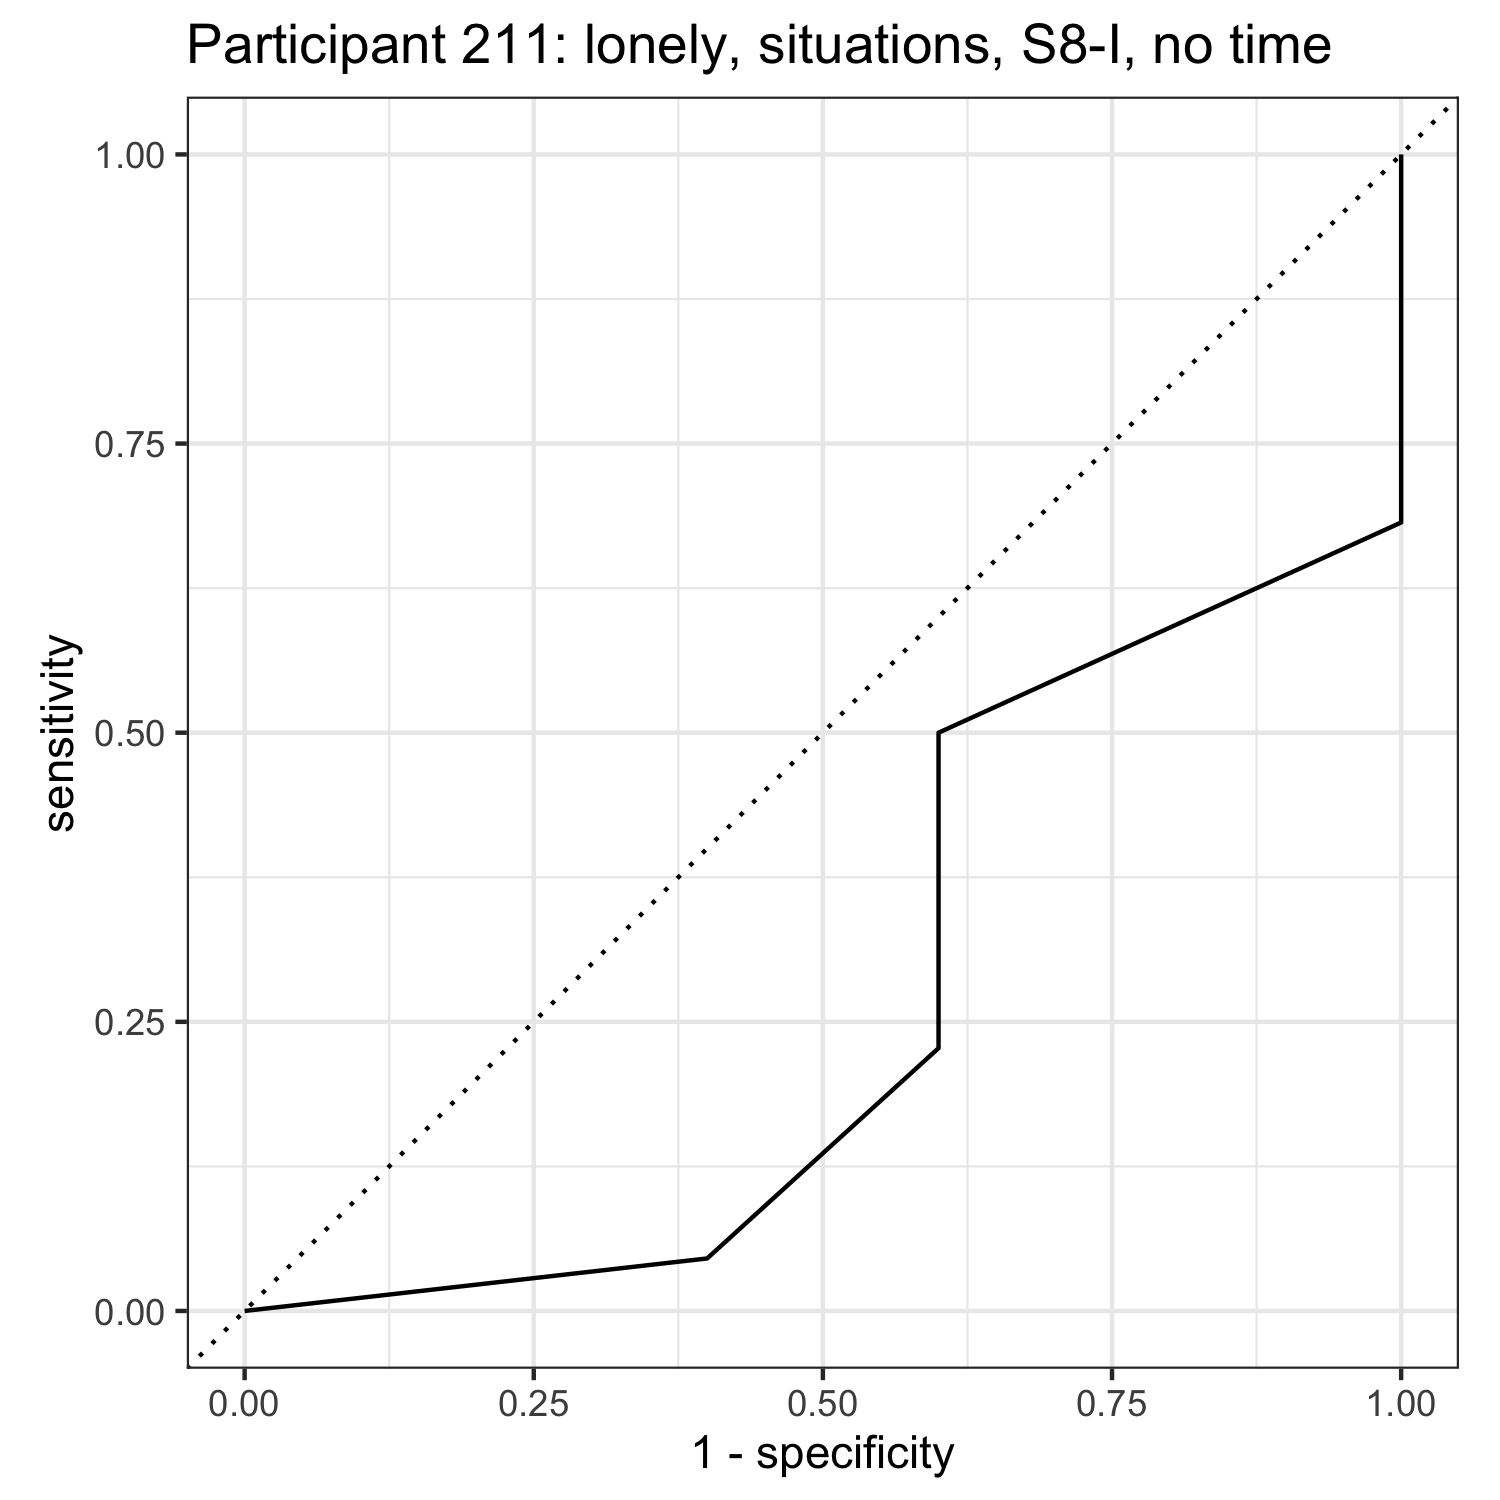 Participant 211: lonely, situations, S8-I, no time
1.00
0.75
0.50
0.25
0.00
sensitivity
0.00 0.25 0.50 0.75 1.00
1 - specificity